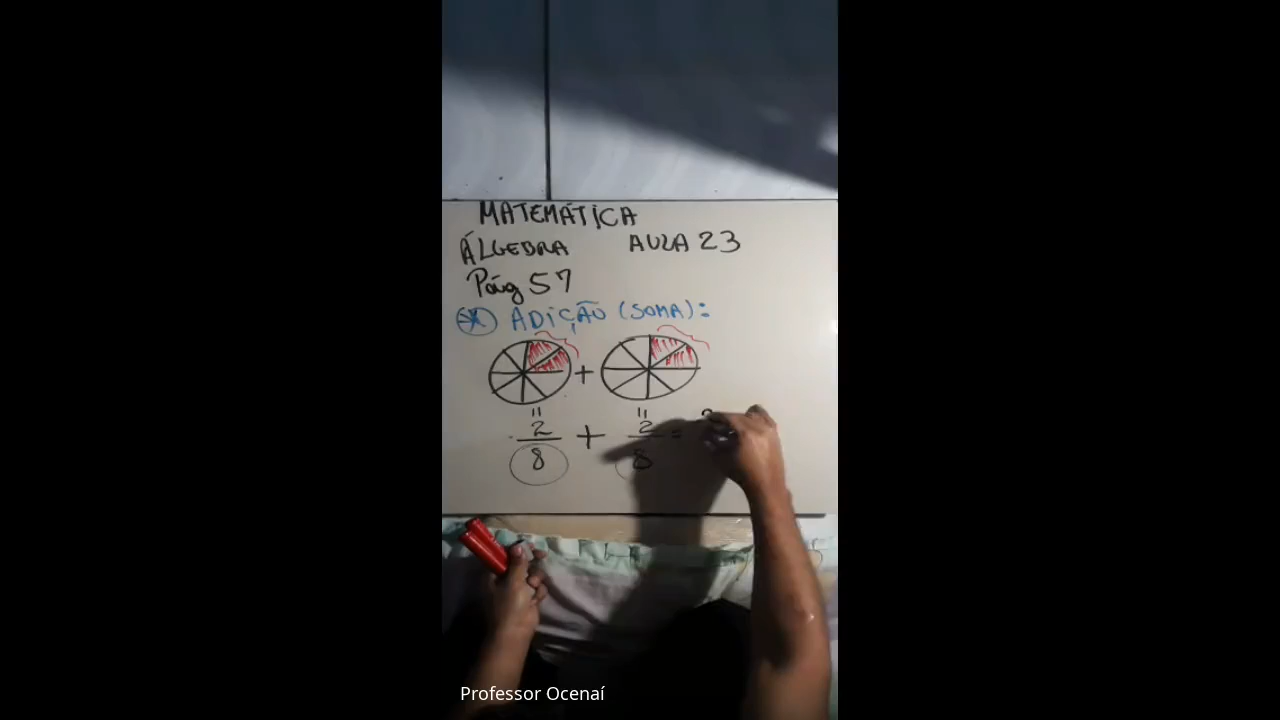 MATEMÁTICA
ÁLGEBRA AULA 23
Pág 57
* ADIÇÃO (SOMA):
+
= =
2 + 2 =
8 8
Professor Ocenaí